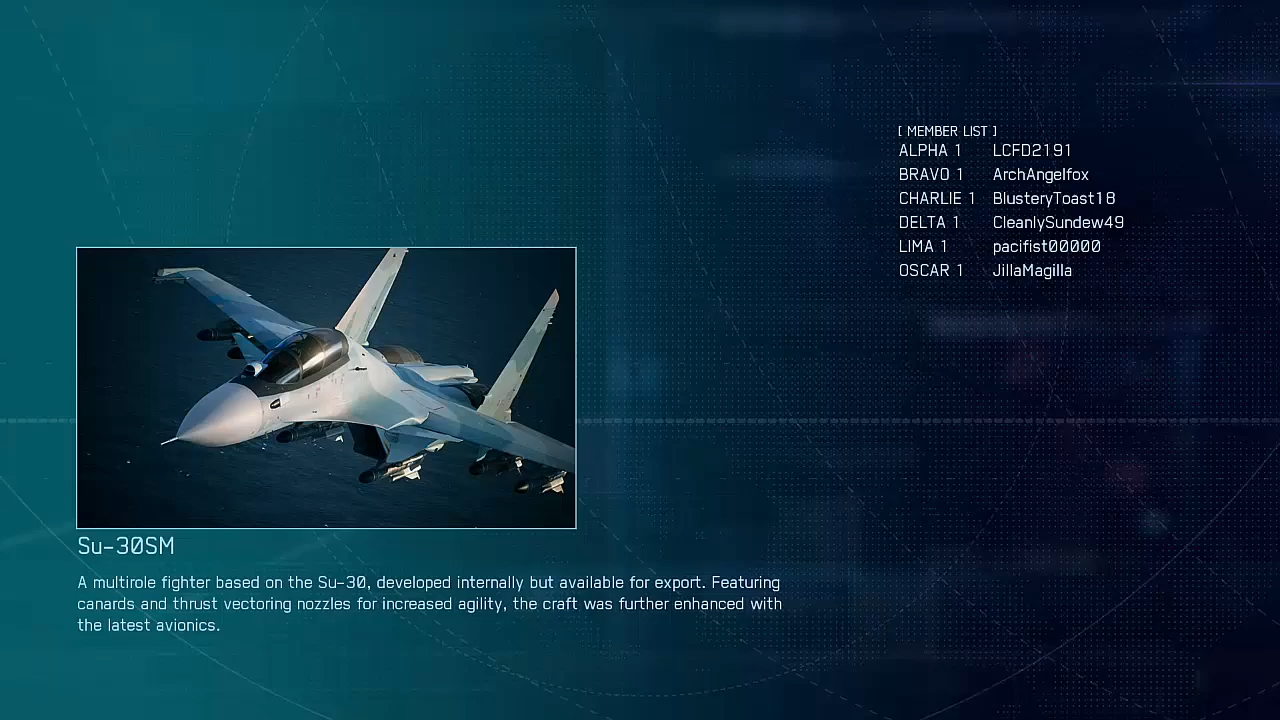 [ MEMBER LIST ]
ALPHA 1 LCFD2191
BRAVO 1 ArchAngelfox
CHARLIE 1 BlusteryToast18
DELTA 1 CleanlySundew49
LIMA 1 pacifist00000
OSCAR 1 JillaMagilla
Su-30SM
A multirole fighter based on the Su-30, developed internally but available for export. Featuring
canards and thrust vectoring nozzles for increased agility, the craft was further enhanced with
the latest avionics.